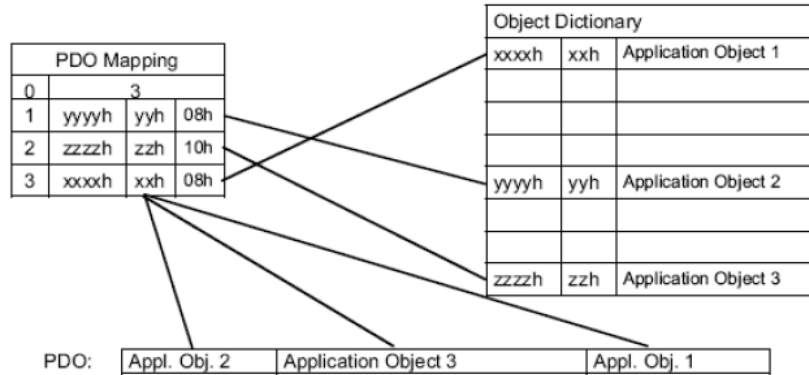 Object Dictionary
xxxxh xxh Application Object 1
yyyyh yyh Application Object 2
zzzzh zzh Application Object 3
PDO Mapping
0 3
1 yyyyh yyh 08h
2 zzzzh zzh 10h
3 xxxxh xxh 08h
PDO: Appl. Obj. 2 Application Object 3 Appl. Obj. 1